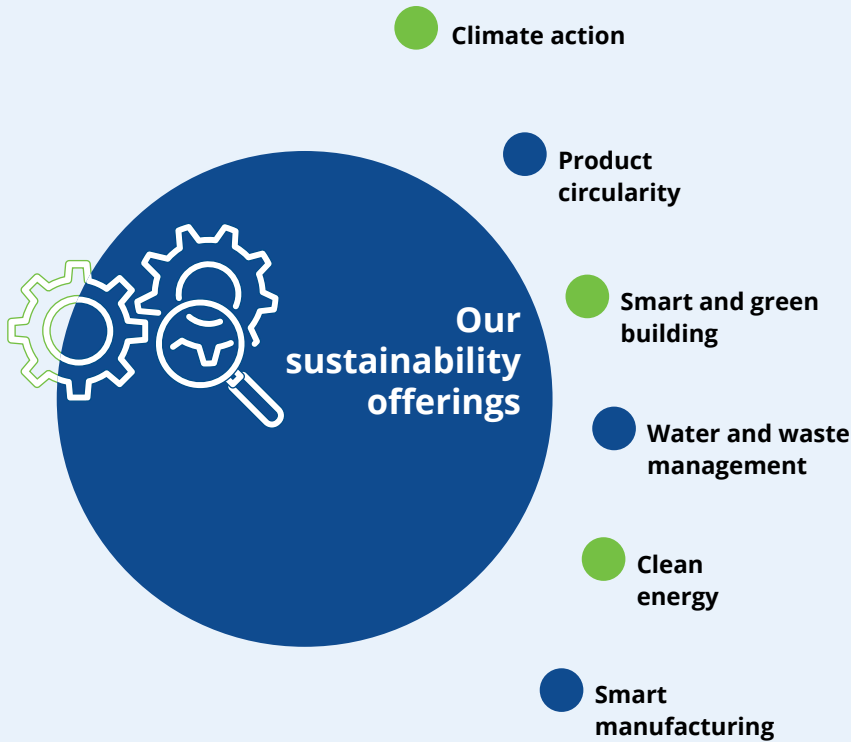 Climate action
Product
circularity
Our
sustainability
offerings
Smart and green
building
Water and waste
management
Clean
energy
Smart
manufacturing